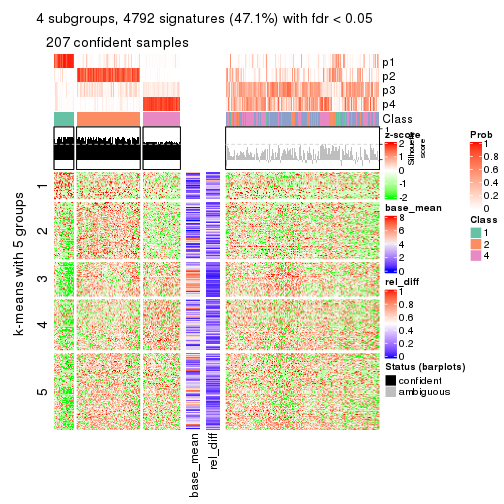 4 subgroups, 4792 signatures (47.1%) with fdr < 0.05
207 confident samples
p1
p2
p3
p4
Class
1
Silhouette
score
z-score
2
1
0
-1
-2
base_mean
8
6
4
2
0
rel_diff
1
0.8
0.6
0.4
0.2
0
Status (barplots)
confident
ambiguous
Prob
1
0.8
0.6
0.4
0.2
0
Class
1
2
4
k-means with 5 groups
1
2
3
4
5
base_mean
rel_diff